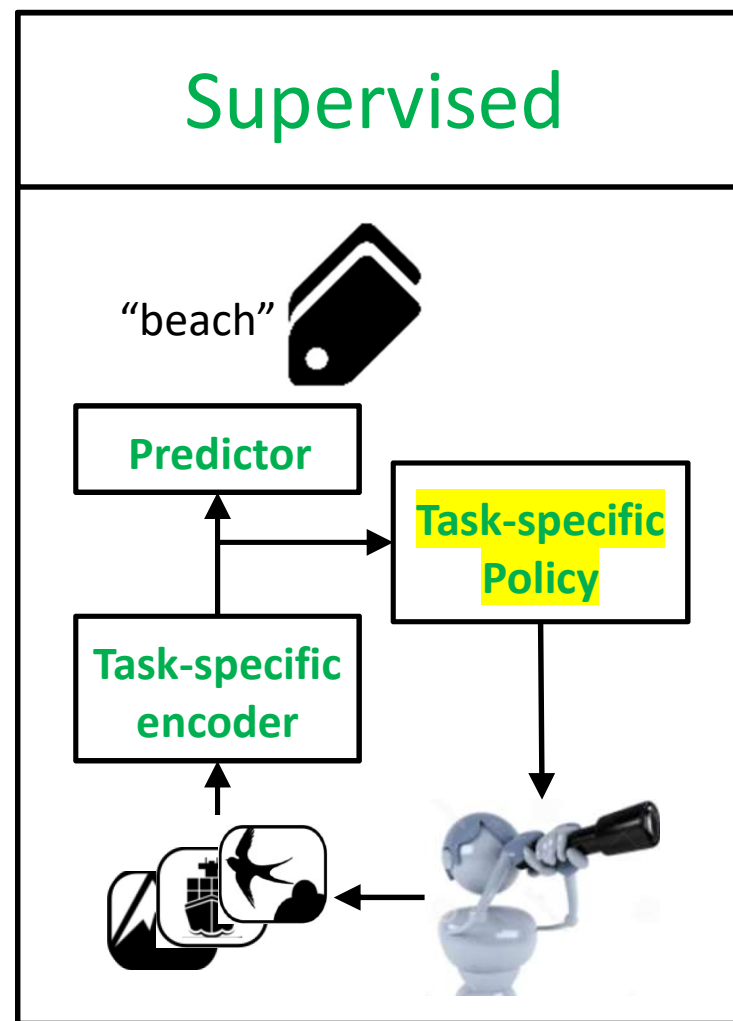 Supervised
“beach”
Predictor
Task-specific
Policy
Task-specific
encoder